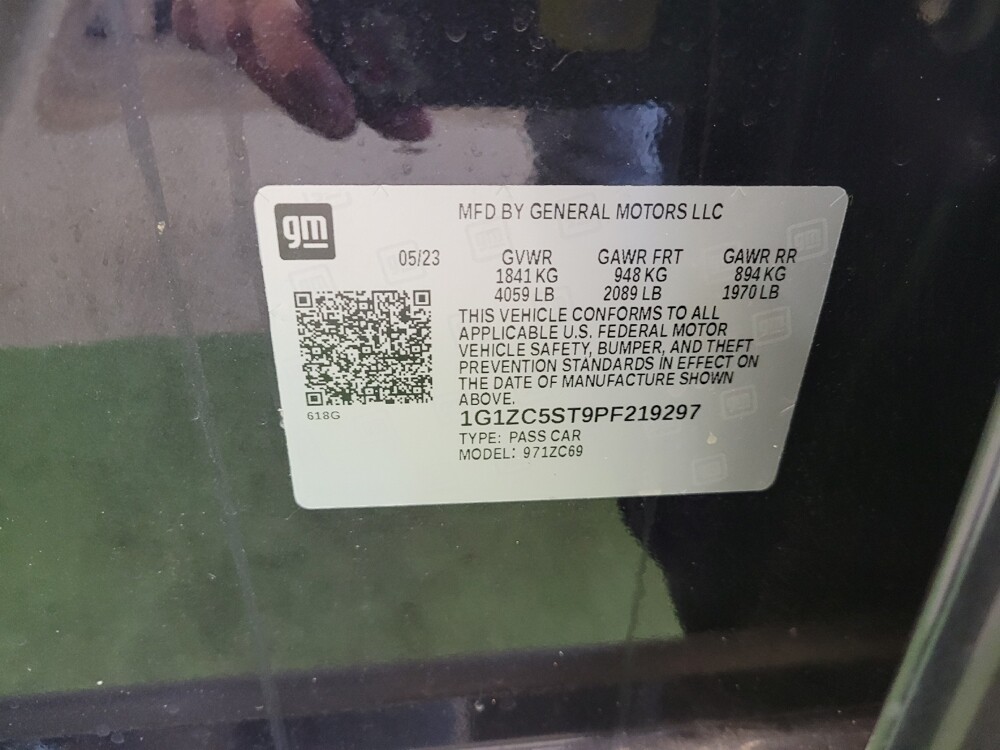 gm
MFD BY GENERAL MOTORS LLC
05/23 GVWR GAWR FRT GAWR RR
1841 KG 948 KG 894 KG
4059 LB 2089 LB 1970 LB
THIS VEHICLE CONFORMS TO ALL
APPLICABLE U.S. FEDERAL MOTOR
VEHICLE SAFETY, BUMPER, AND THEFT
PREVENTION STANDARDS IN EFFECT ON
THE DATE OF MANUFACTURE SHOWN
ABOVE.
618G
1G1ZC5ST9PF219297
TYPE: PASS CAR
MODEL: 971ZC69